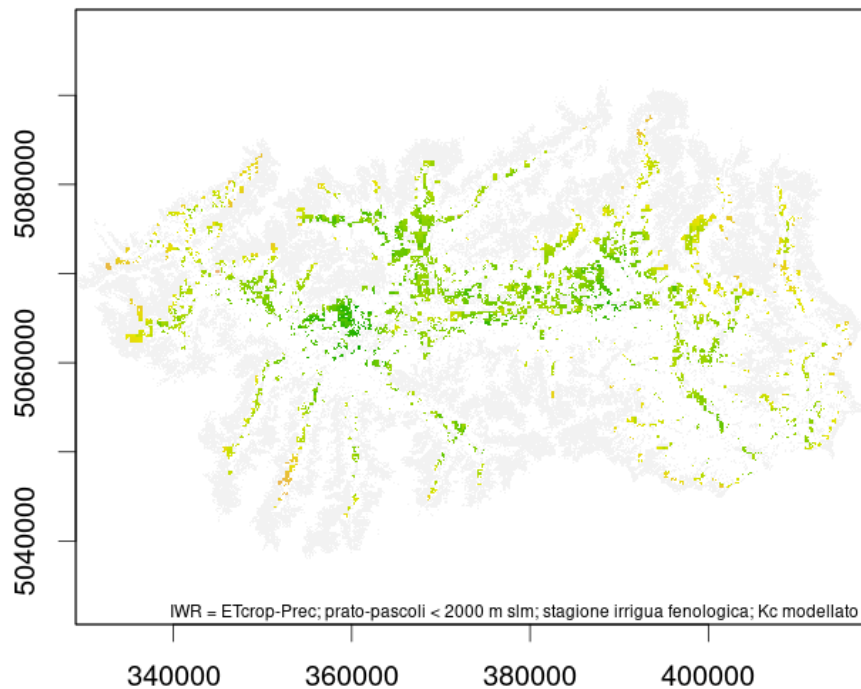 5080000
5060000
5040000
IWR = ETcrop-Prec; prato-pascoli < 2000 m slm; stagione irrigua fenologica; Kc modellato
340000 360000 380000 400000